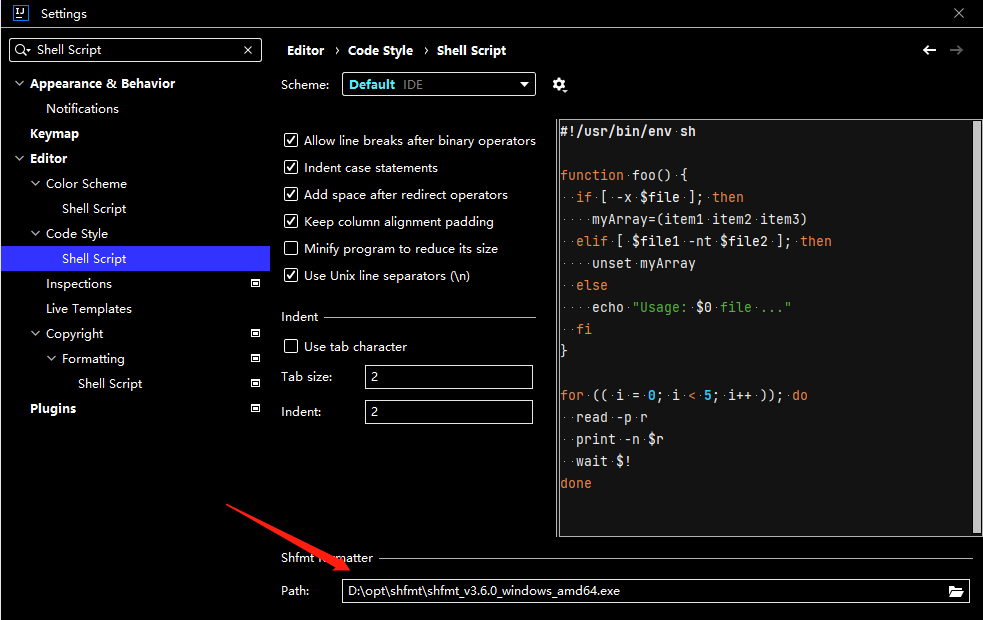 Settings
Shell Script
Appearance & Behavior
Notifications
Keymap
Editor
Color Scheme
Shell Script
Code Style
Shell Script
Inspections
Live Templates
Copyright
Formatting
Shell Script
Plugins
Editor › Code Style › Shell Script
Scheme: Default IDE
Allow line breaks after binary operators
Indent case statements
Add space after redirect operators
Keep column alignment padding
Minify program to reduce its size
Use Unix line separators (\n)
Indent
Use tab character
Tab size: 2
Indent: 2
#!/usr/bin/env sh
function foo() {
if [ -x $file ]; then
myArray=(item1 item2 item3)
elif [ $file1 -nt $file2 ]; then
unset myArray
else
echo "Usage: $0 file ..."
fi
}
for (( i = 0; i < 5; i++ )); do
read -p r
print -n $r
wait $!
done
Shfmt formatter
Path: D:\opt\shfmt\shfmt_v3.6.0_windows_amd64.exe